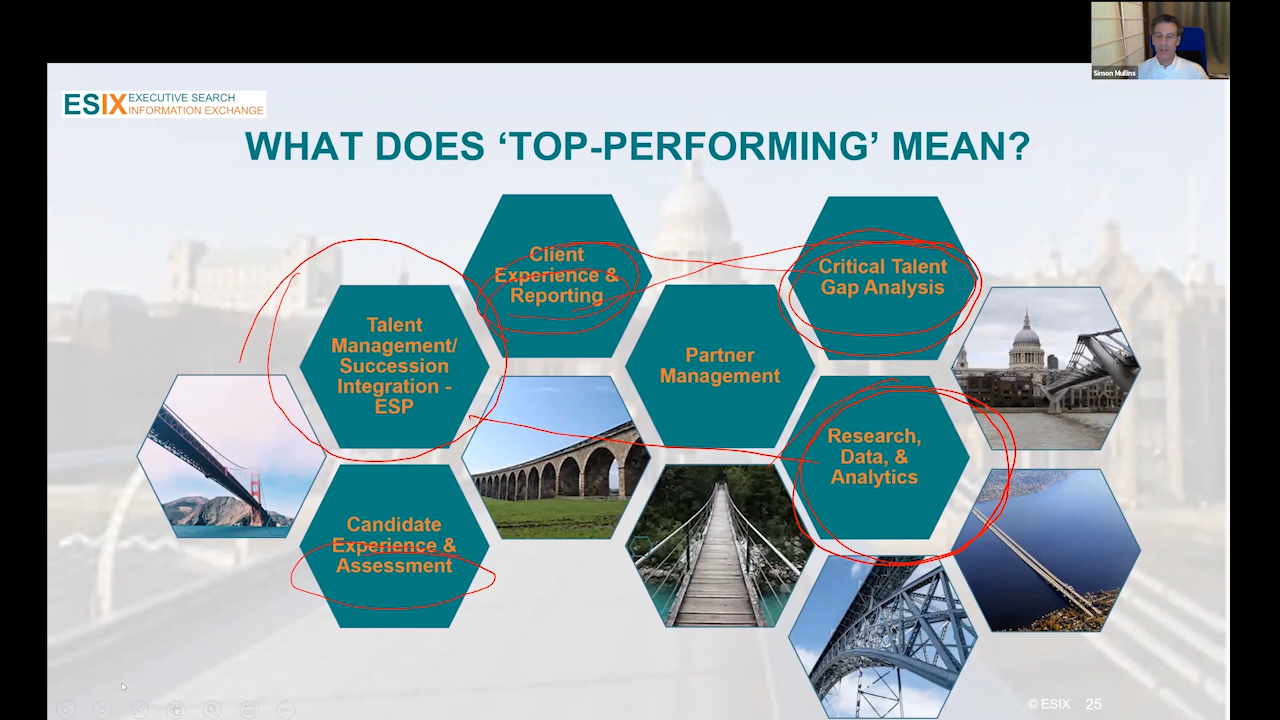 Simon Mullins
ESIX EXECUTIVE SEARCH
INFORMATION EXCHANGE
WHAT DOES ‘TOP-PERFORMING’ MEAN?
Client
Experience &
Reporting
Critical Talent
Gap Analysis
Talent
Management/
Succession
Integration -
ESP
Partner
Management
Research,
Data, &
Analytics
Candidate
Experience &
Assessment
© ESIX 25